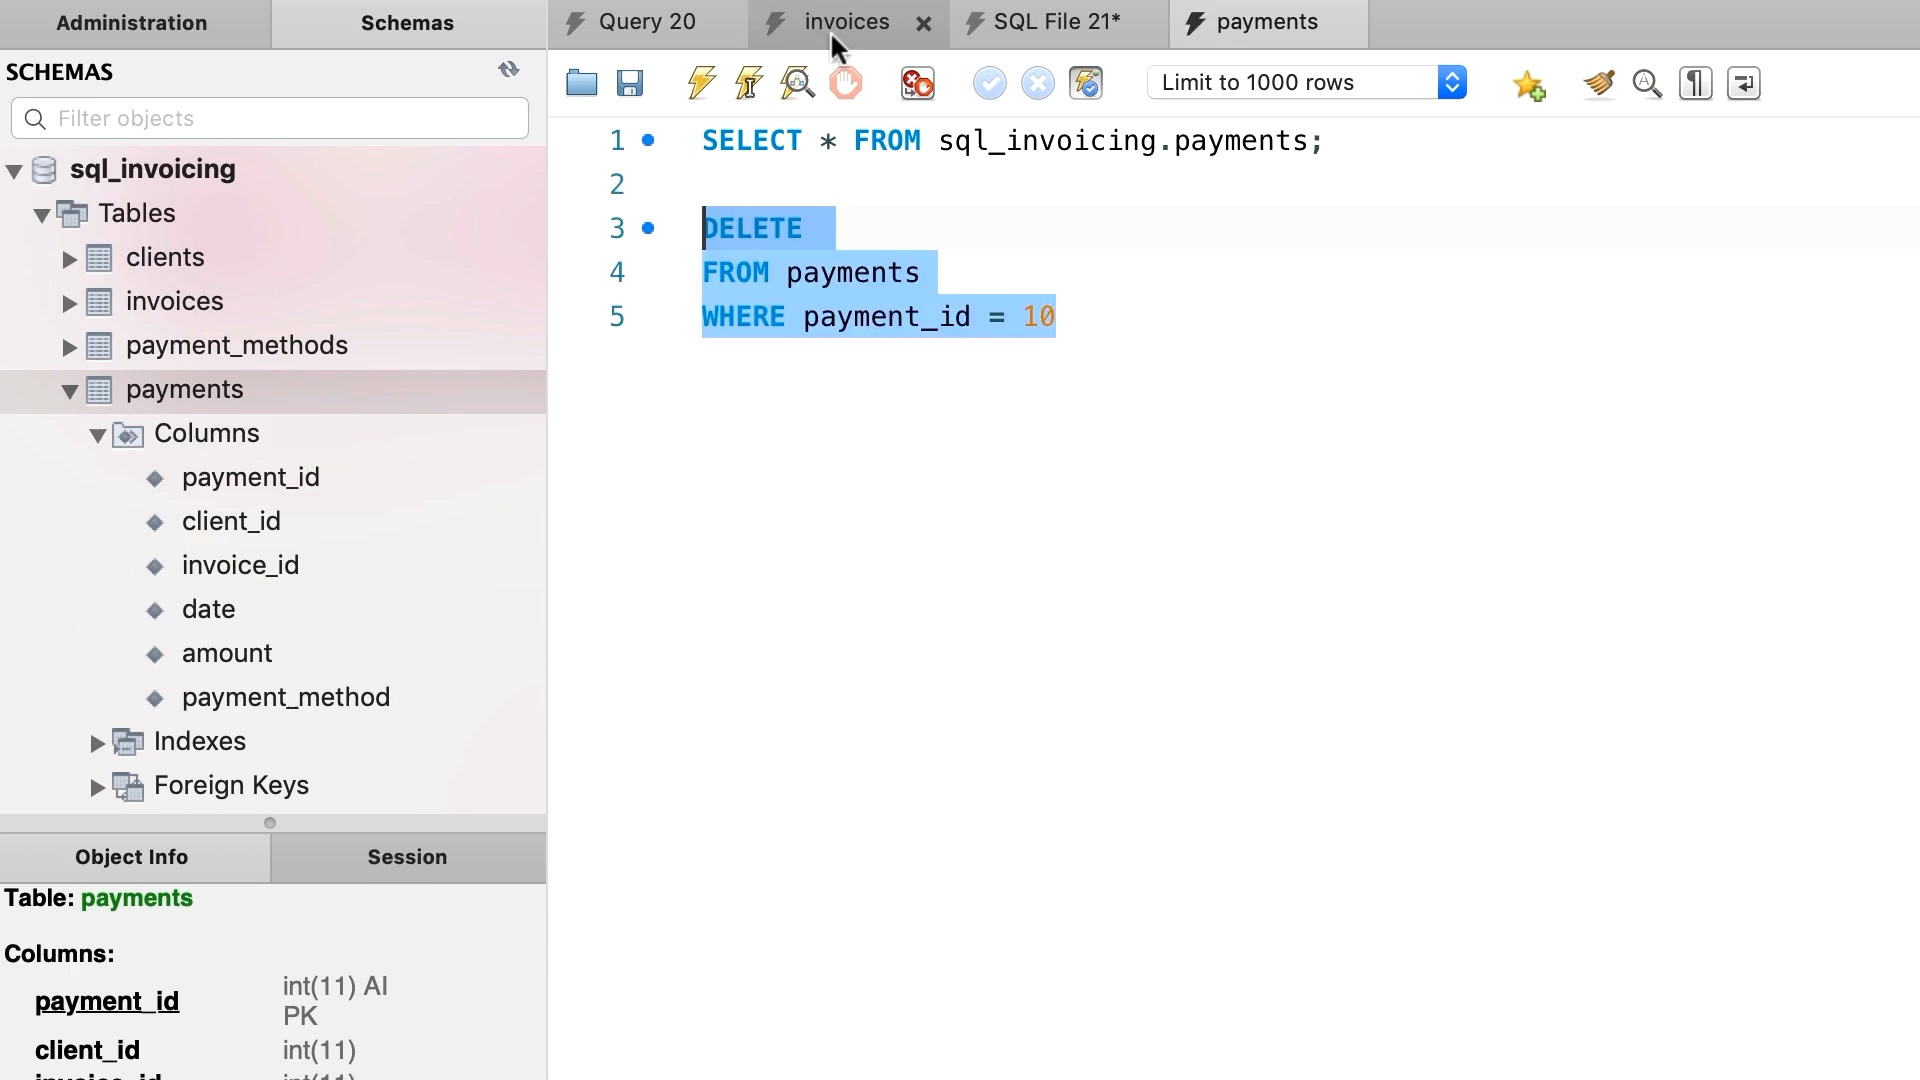 Administration
Schemas
Query 20
invoices
SQL File 21*
payments
SCHEMAS
Limit to 1000 rows
Filter objects
sql_invoicing
Tables
clients
invoices
payment_methods
payments
Columns
payment_id
client_id
invoice_id
date
amount
payment_method
Indexes
Foreign Keys
1 SELECT * FROM sql_invoicing.payments;
2
3 DELETE
4 FROM payments
5 WHERE payment_id = 10
Object Info
Session
Table: payments
Columns:
payment_id int(11) AI
PK
client_id int(11)